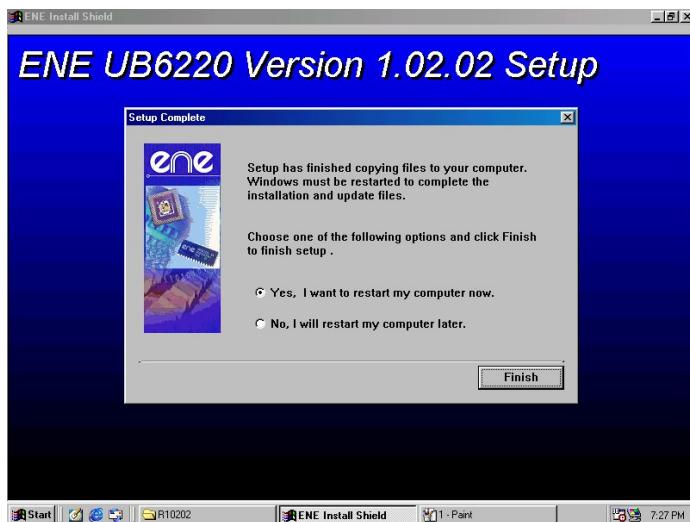 ENE Install Shield
ENE UB6220 Version 1.02.02 Setup
Setup Complete
ene
Setup has finished copying files to your computer.
Windows must be restarted to complete the
installation and update files.
Choose one of the following options and click Finish
to finish setup .
Yes, I want to restart my computer now.
No, I will restart my computer later.
Finish
Start
R10202
ENE Install Shield
1 - Paint
7:27 PM